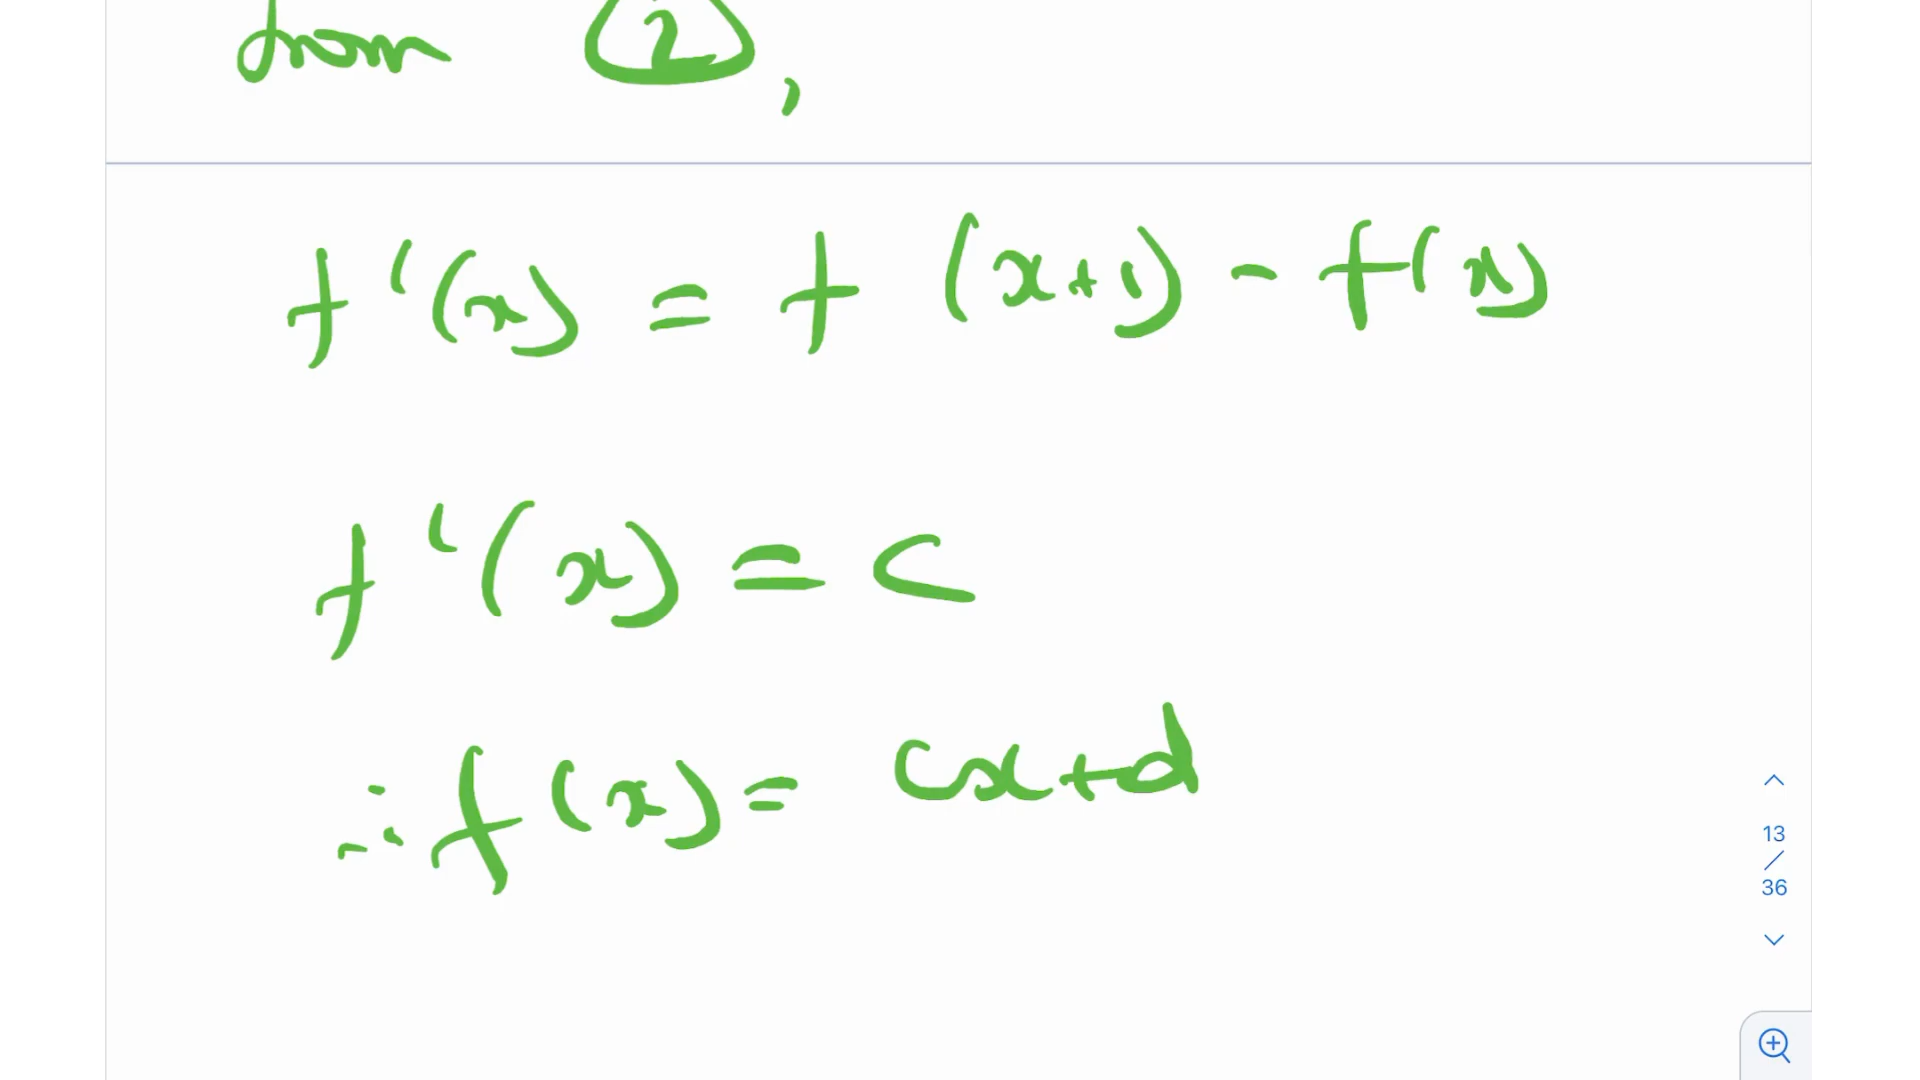 from ②,
f'(x) = f (x+1) - f(x)
f'(x) = c
∴ f(x) = cx+d
13
/
36